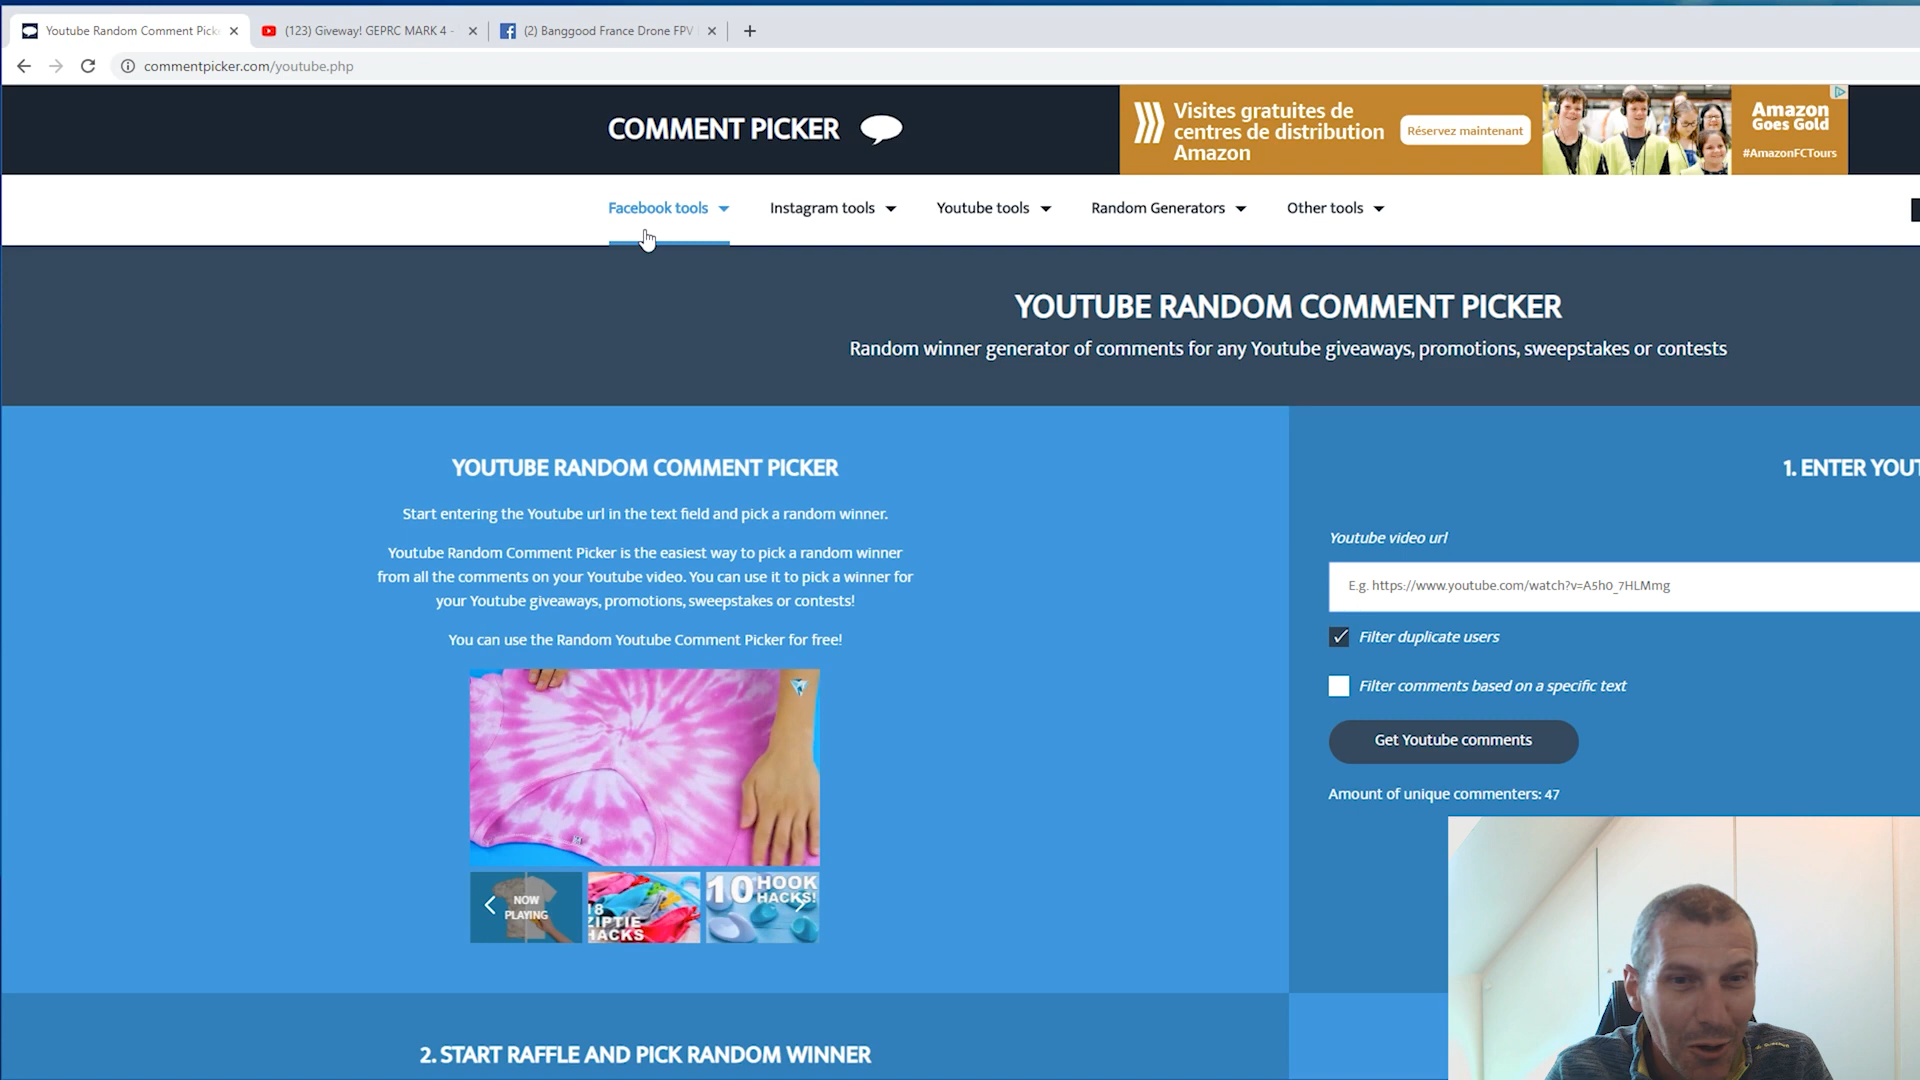 Youtube Random Comment Pick
(123) Giveway! GEPRC MARK 4 -
(2) Banggood France Drone FPV
commentpicker.com/youtube.php
COMMENT PICKER
Visites gratuites de
centres de distribution
Amazon
Réservez maintenant
Amazon
Goes Gold
#AmazonFCTours
Facebook tools
Instagram tools
Youtube tools
Random Generators
Other tools
YOUTUBE RANDOM COMMENT PICKER
Random winner generator of comments for any Youtube giveaways, promotions, sweepstakes or contests
YOUTUBE RANDOM COMMENT PICKER
Start entering the Youtube url in the text field and pick a random winner.
Youtube Random Comment Picker is the easiest way to pick a random winner
from all the comments on your Youtube video. You can use it to pick a winner for
your Youtube giveaways, promotions, sweepstakes or contests!
You can use the Random Youtube Comment Picker for free!
NOW
PLAYING
18
ZIPTIE
HACKS
10 HOOK
HACKS!
1. ENTER YOUT
Youtube video url
E.g. https://www.youtube.com/watch?v=A5h0_7HLMmg
Filter duplicate users
Filter comments based on a specific text
Get Youtube comments
Amount of unique commenters: 47
2. START RAFFLE AND PICK RANDOM WINNER